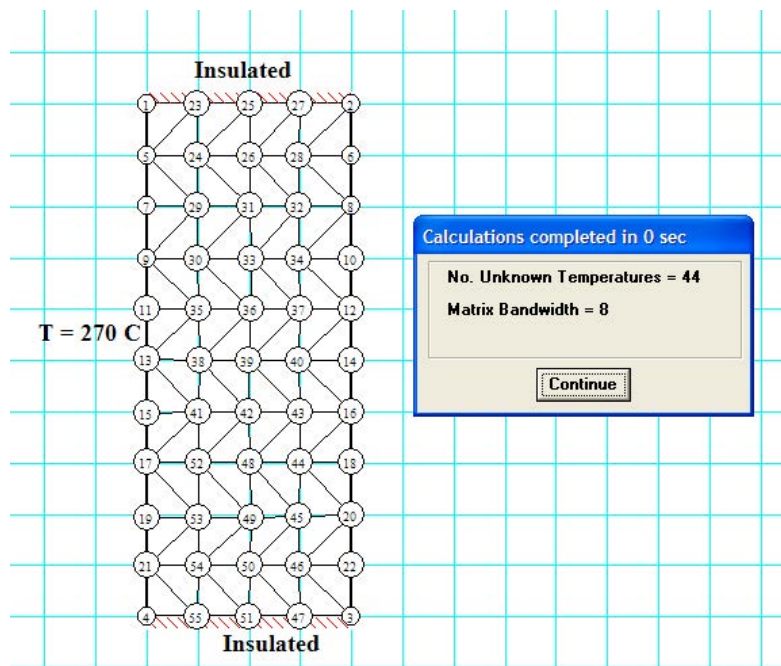 Insulated
1 23 25 27 2
5 24 26 28 6
7 29 31 32 8
9 30 33 34 10
11 35 36 37 12
T = 270 C
13 38 39 40 14
15 41 42 43 16
17 52 48 44 18
19 53 49 45 20
21 54 50 46 22
4 55 51 47 3
Insulated
Calculations completed in 0 sec
No. Unknown Temperatures = 44
Matrix Bandwidth = 8
Continue